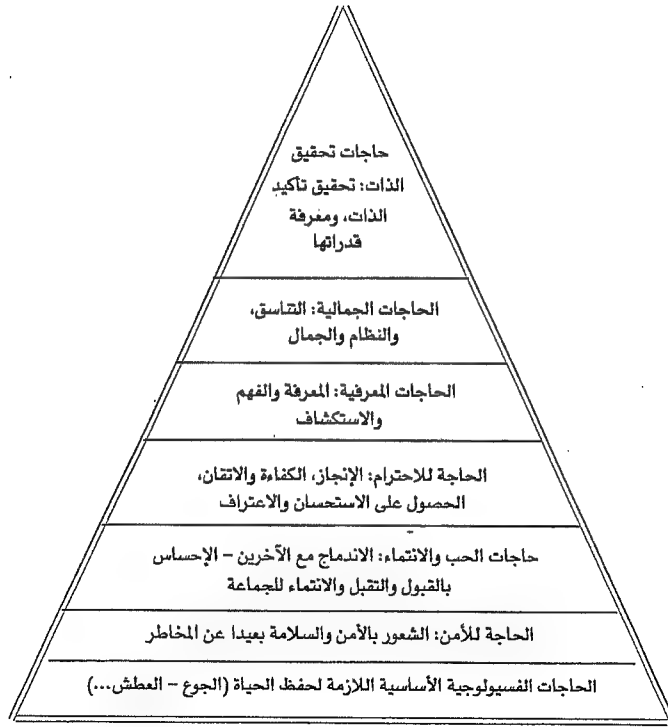 حاجات تحقيق
الذات: تحقيق تأكيد
الذات، ومعرفة
قدراتها
الحاجات الجمالية: التناسق،
والنظام والجمال
الحاجات المعرفية: المعرفة والفهم
والاستكشاف
الحاجة للاحترام: الإنجاز، الكفاءة والاتقان،
الحصول على الاستحسان والاعتراف
حاجات الحب والانتماء: الاندماج مع الآخرين – الإحساس
بالقبول والتقبل والانتماء للجماعة
الحاجة للأمن: الشعور بالأمن والسلامة بعيدا عن المخاطر
الحاجات الفسيولوجية الأساسية اللازمة لحفظ الحياة (الجوع – العطش...)